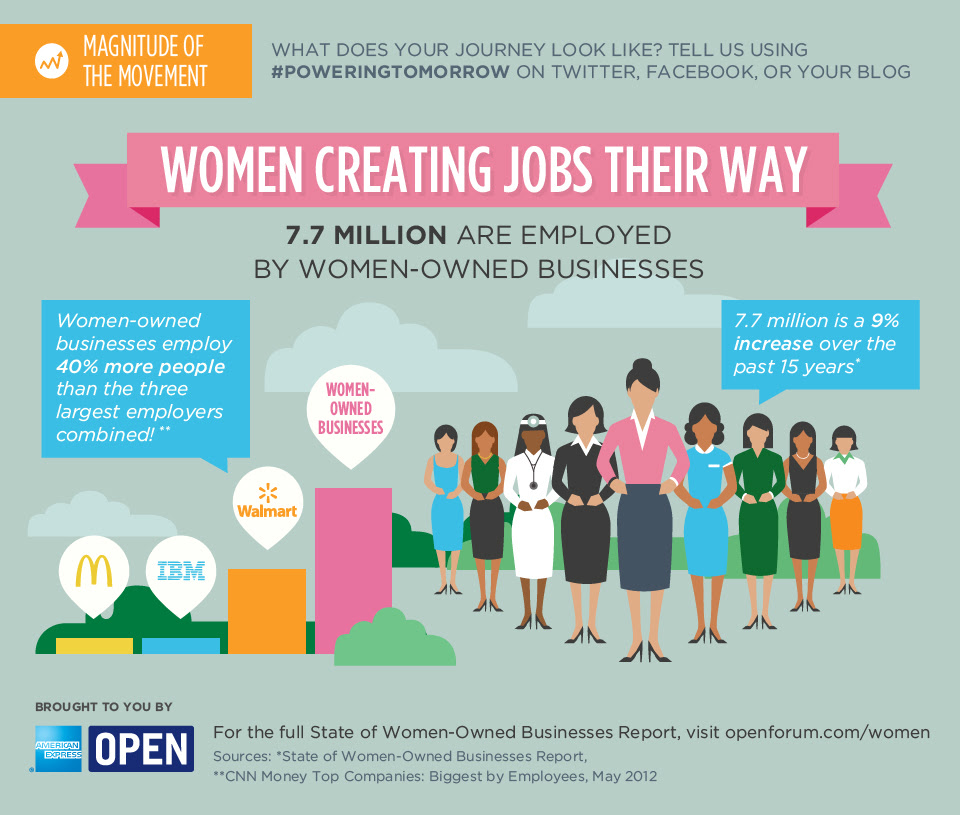 MAGNITUDE OF
THE MOVEMENT
WHAT DOES YOUR JOURNEY LOOK LIKE? TELL US USING
#POWERINGTOMORROW ON TWITTER, FACEBOOK, OR YOUR BLOG
WOMEN CREATING JOBS THEIR WAY
7.7 MILLION ARE EMPLOYED
BY WOMEN-OWNED BUSINESSES
Women-owned
businesses employ
40% more people
than the three
largest employers
combined! **
7.7 million is a 9%
increase over the
past 15 years*
WOMEN-
OWNED
BUSINESSES
Walmart
M
IBM
BROUGHT TO YOU BY
AMERICAN
EXPRESS
®
OPEN
For the full State of Women-Owned Businesses Report, visit openforum.com/women
Sources: *State of Women-Owned Businesses Report,
**CNN Money Top Companies: Biggest by Employees, May 2012